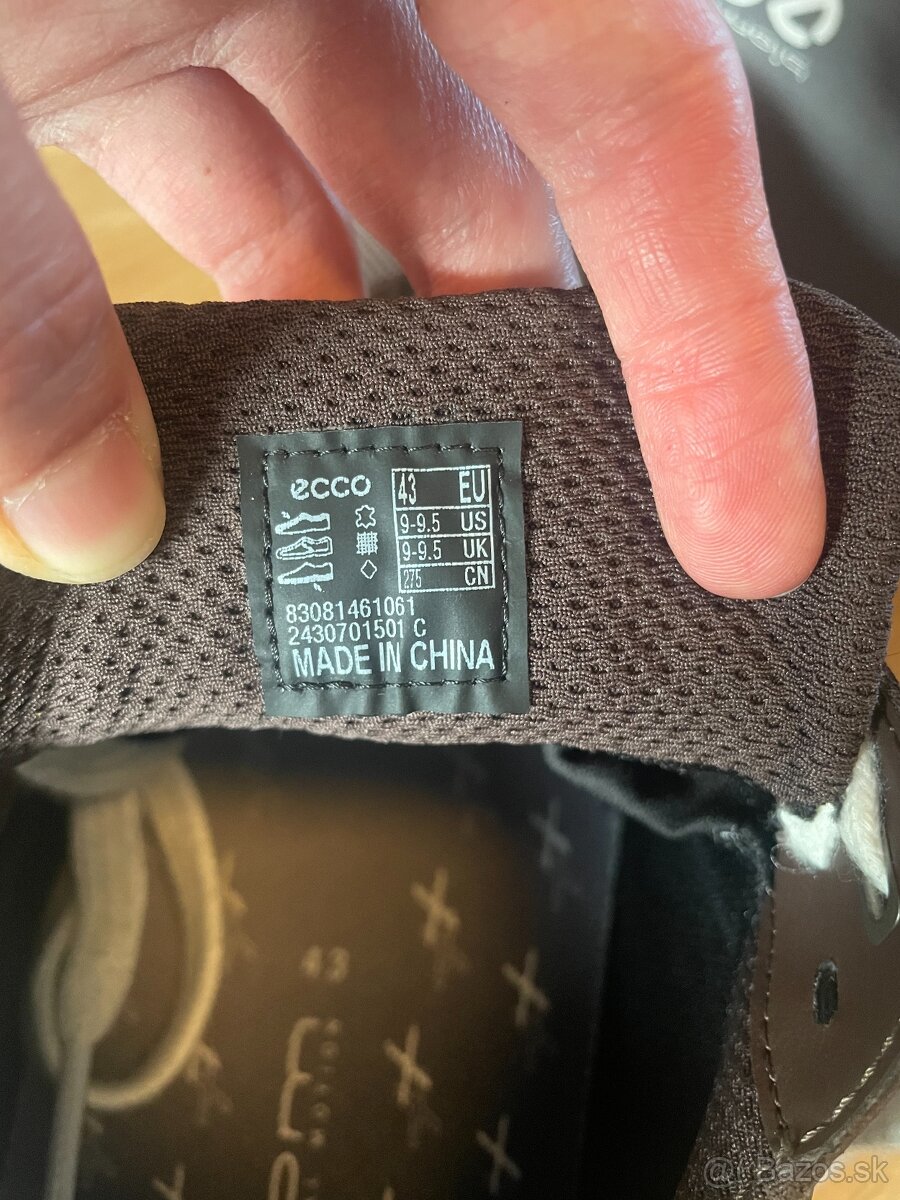 ecco
43 EU
9-9.5 US
9-9.5 UK
275 CN
83081461061
2430701501 C
MADE IN CHINA
43
@ Bazos.sk